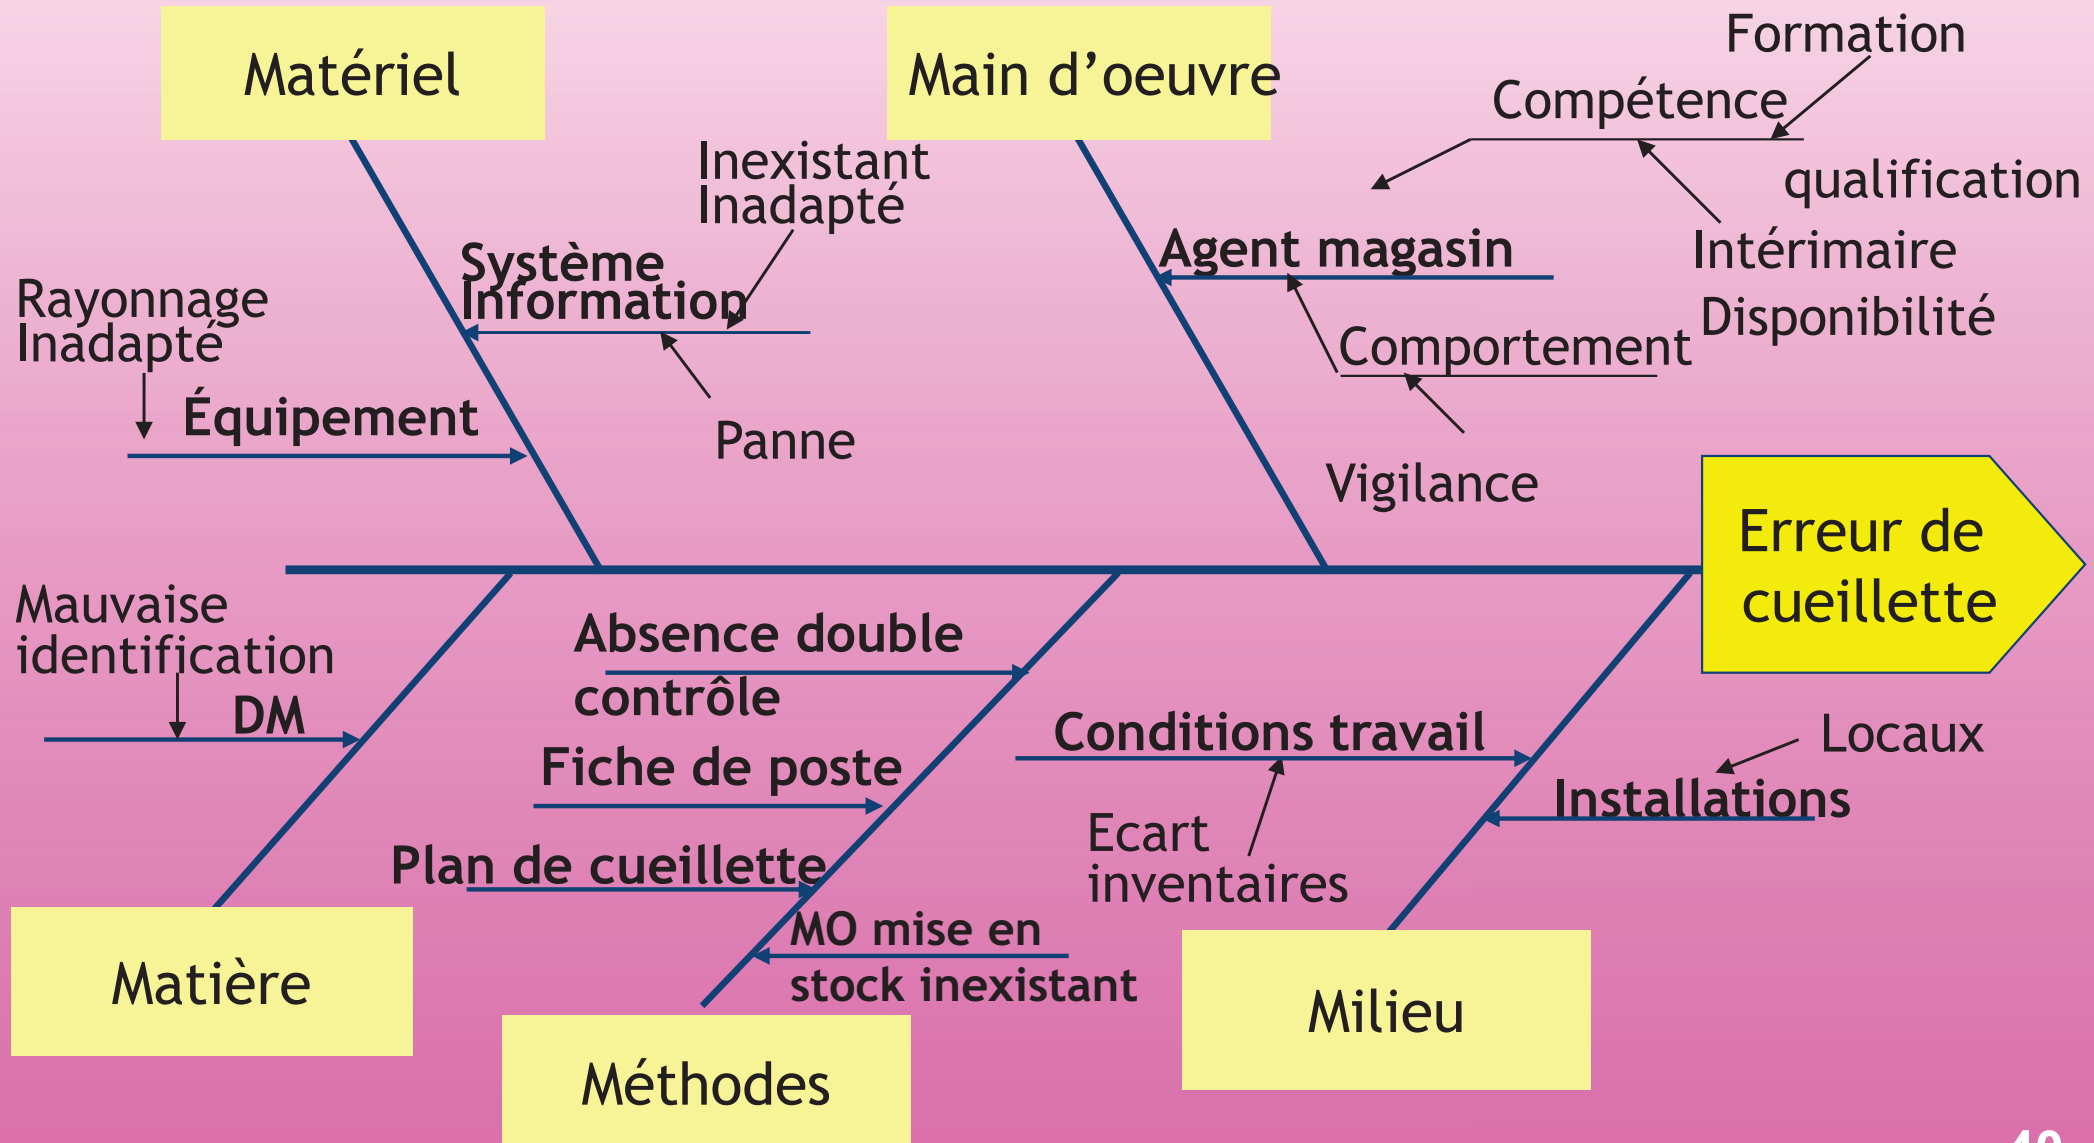 Matériel
Main d’oeuvre
Formation
Compétence
qualification
Intérimaire
Disponibilité
Inexistant
Inadapté
Système
Information
Agent magasin
Rayonnage
Inadapté
Équipement
Panne
Comportement
Vigilance
Erreur de
cueillette
Mauvaise
identification
DM
Absence double
contrôle
Fiche de poste
Plan de cueillette
MO mise en
stock inexistant
Conditions travail
Ecart
inventaires
Locaux
Installations
Matière
Méthodes
Milieu